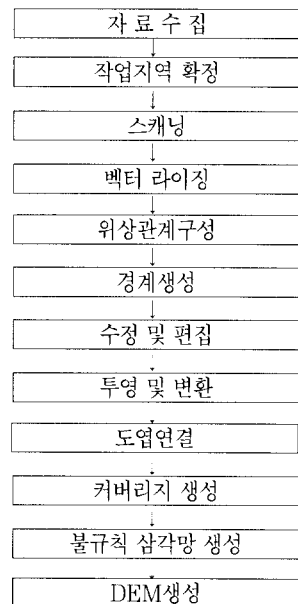 자 료 수 집
작업지역 확정
스캐닝
벡터 라이징
위상관계구성
경계생성
수정 및 편집
투영 및 변환
도엽연결
커버리지 생성
불규칙 삼각망 생성
DEM생성